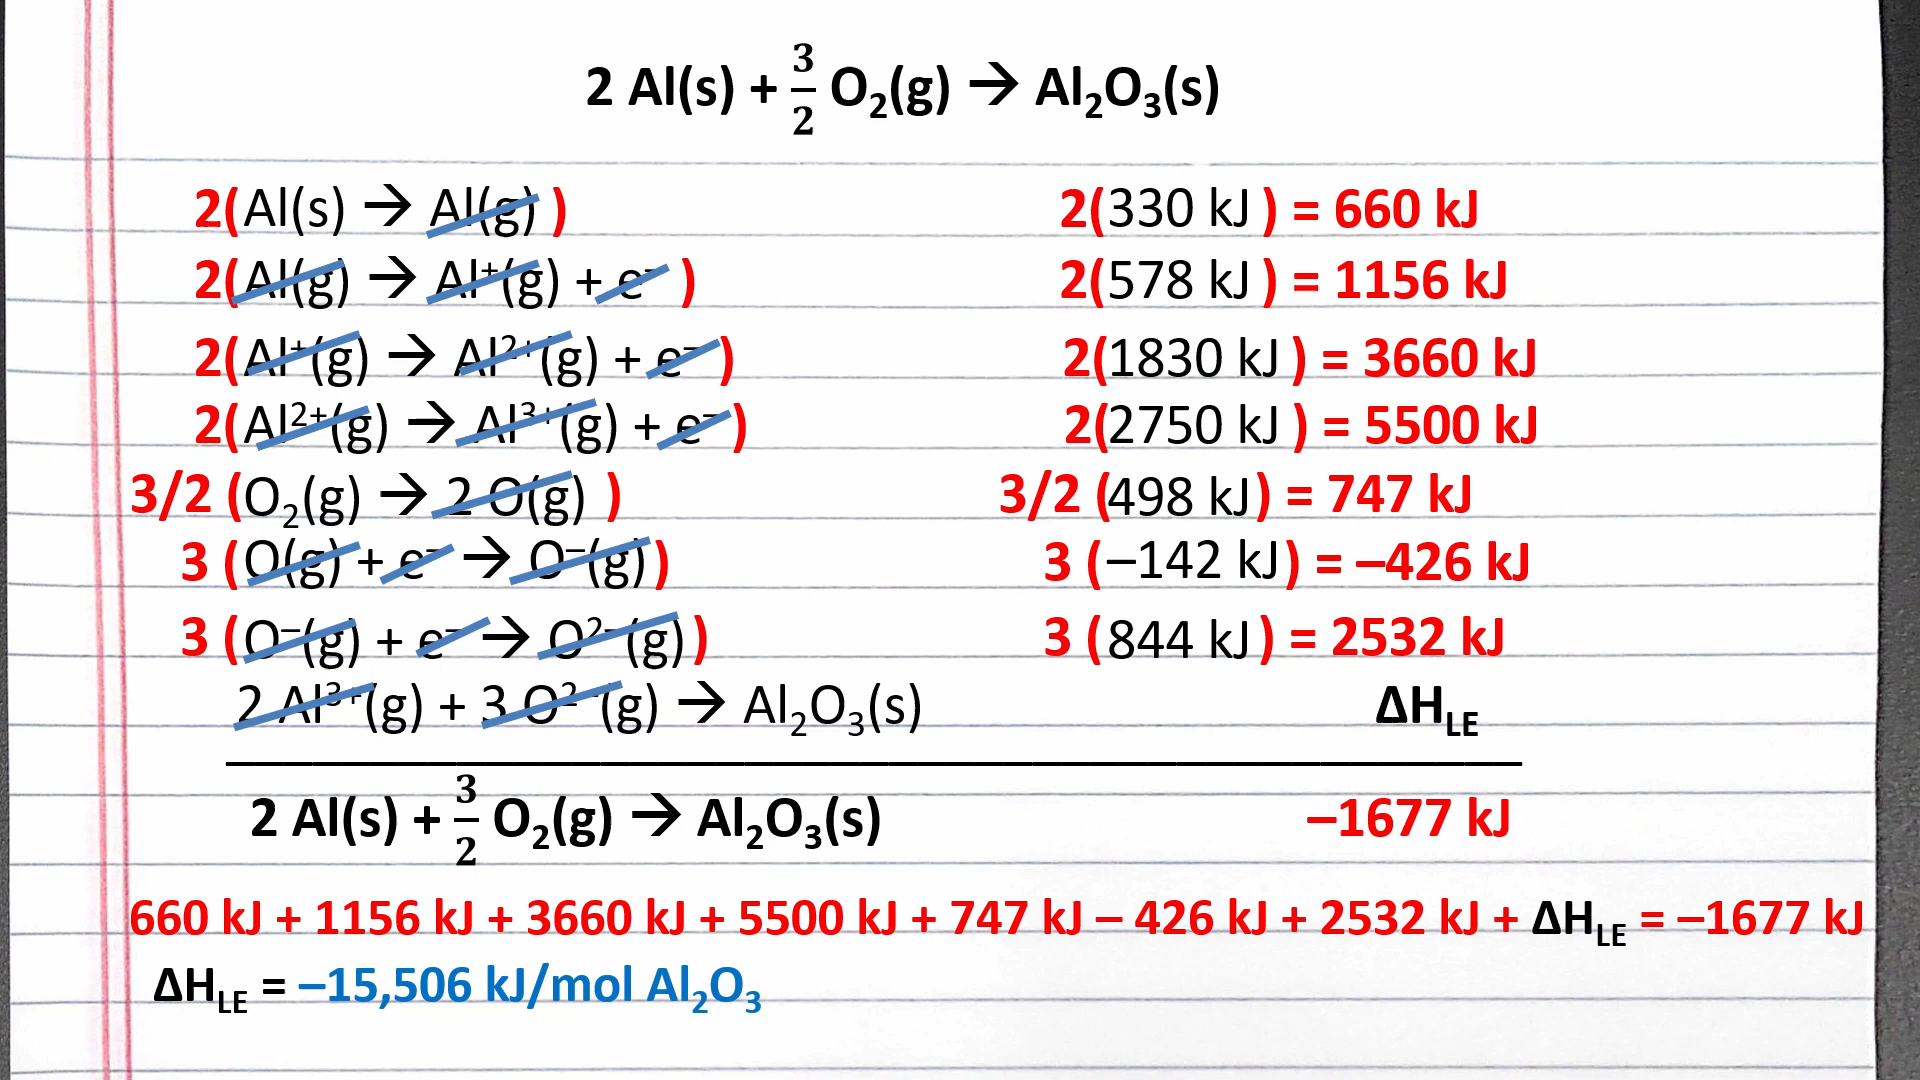 2 Al(s) + 3/2 O₂(g) → Al₂O₃(s)
2(Al(s) → Al(g) ) 2(330 kJ ) = 660 kJ
2(Al(g) → Al⁺(g) + e⁻ ) 2(578 kJ ) = 1156 kJ
2(Al⁺(g) → Al²⁺(g) + e⁻ ) 2(1830 kJ ) = 3660 kJ
2(Al²⁺(g) → Al³⁺(g) + e⁻ ) 2(2750 kJ ) = 5500 kJ
3/2 (O₂(g) → 2 O(g) ) 3/2 (498 kJ) = 747 kJ
3 (O(g) + e⁻ → O⁻(g) ) 3 (–142 kJ) = –426 kJ
3 (O⁻(g) + e⁻ → O²⁻(g) ) 3 (844 kJ ) = 2532 kJ
2 Al³⁺(g) + 3 O²⁻(g) → Al₂O₃(s) ΔH_LE
2 Al(s) + 3/2 O₂(g) → Al₂O₃(s) –1677 kJ
660 kJ + 1156 kJ + 3660 kJ + 5500 kJ + 747 kJ – 426 kJ + 2532 kJ + ΔH_LE = –1677 kJ
ΔH_LE = –15,506 kJ/mol Al₂O₃